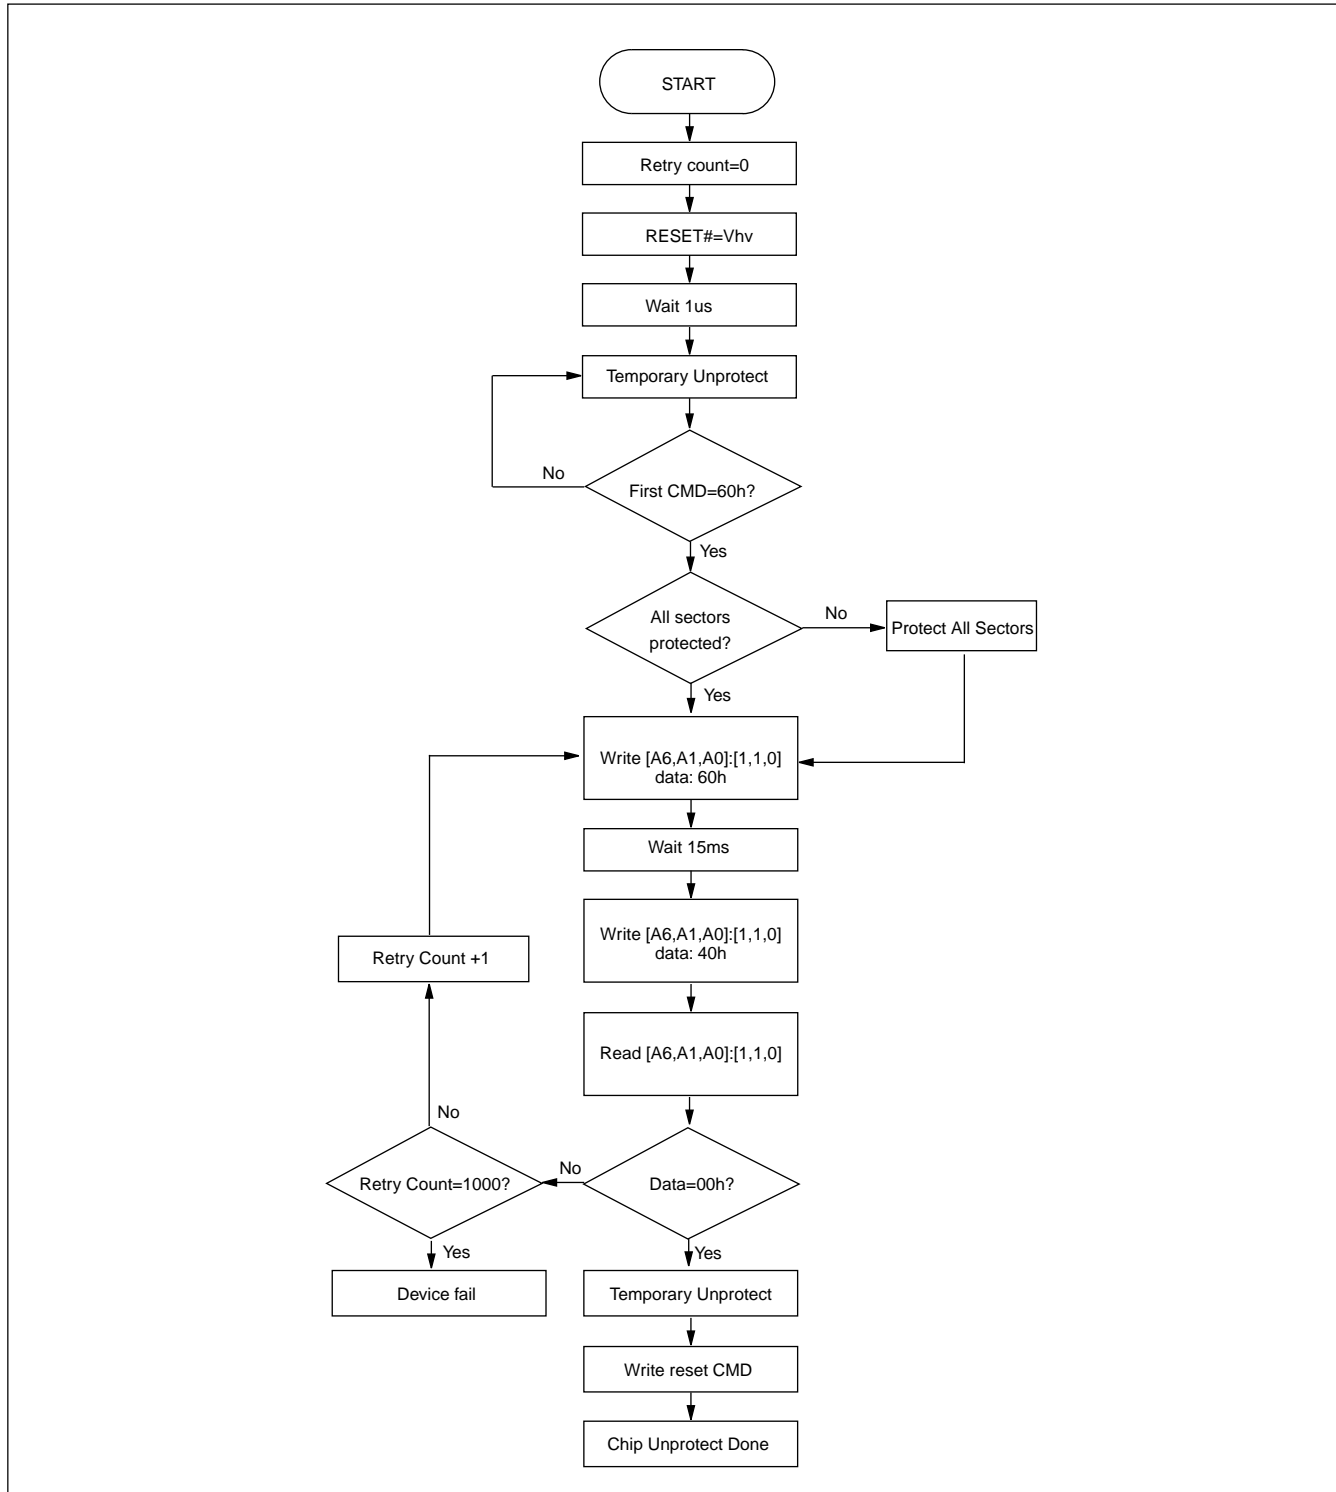 START
Retry count=0
RESET#=Vhv
Wait 1us
Temporary Unprotect
No
First CMD=60h?
Yes
All sectors
protected?
No
Protect All Sectors
Yes
Write [A6,A1,A0]:[1,1,0]
data: 60h
Wait 15ms
Write [A6,A1,A0]:[1,1,0]
data: 40h
Retry Count +1
Read [A6,A1,A0]:[1,1,0]
No
Retry Count=1000?
No
Data=00h?
Yes
Yes
Device fail
Temporary Unprotect
Write reset CMD
Chip Unprotect Done